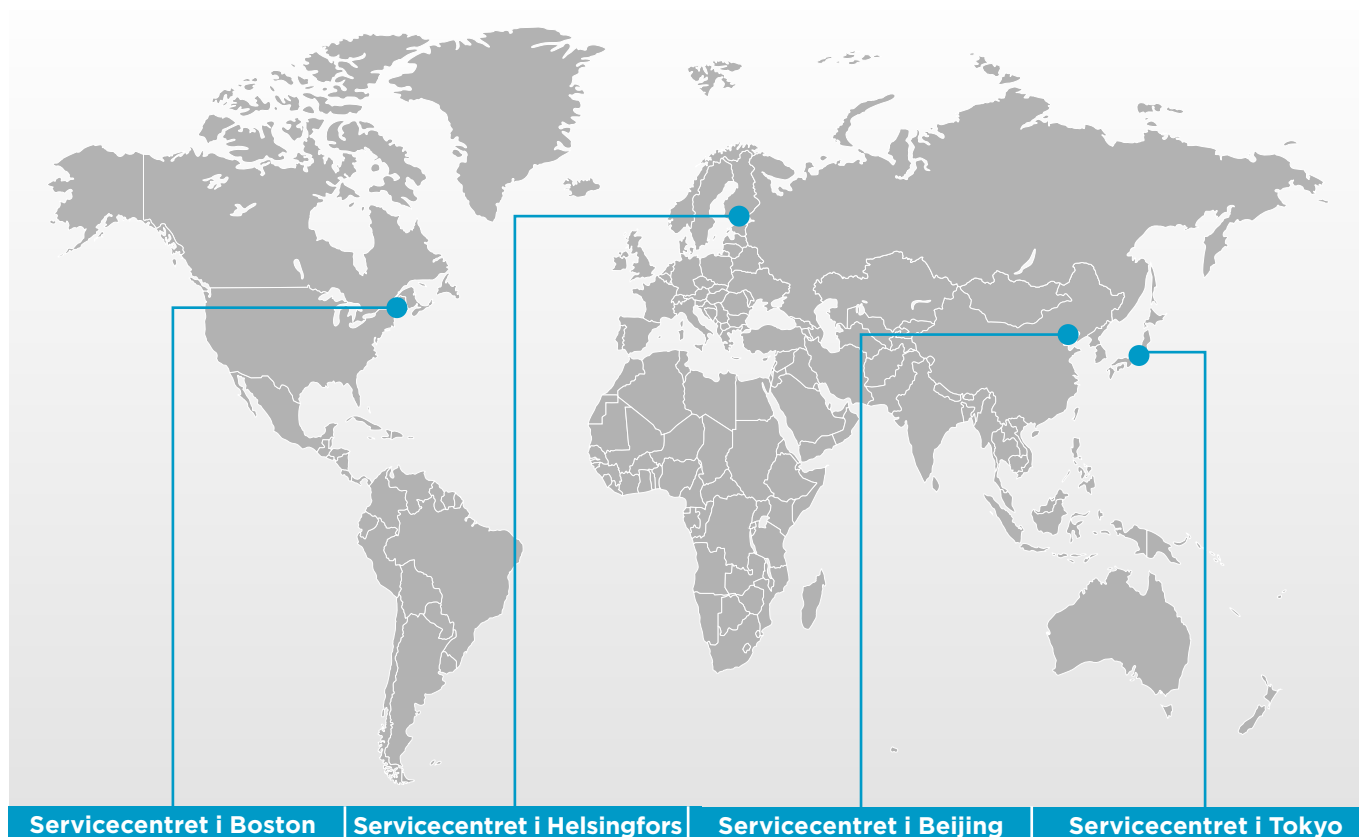 Servicecentret i Boston
Servicecentret i Helsingfors
Servicecentret i Beijing
Servicecentret i Tokyo